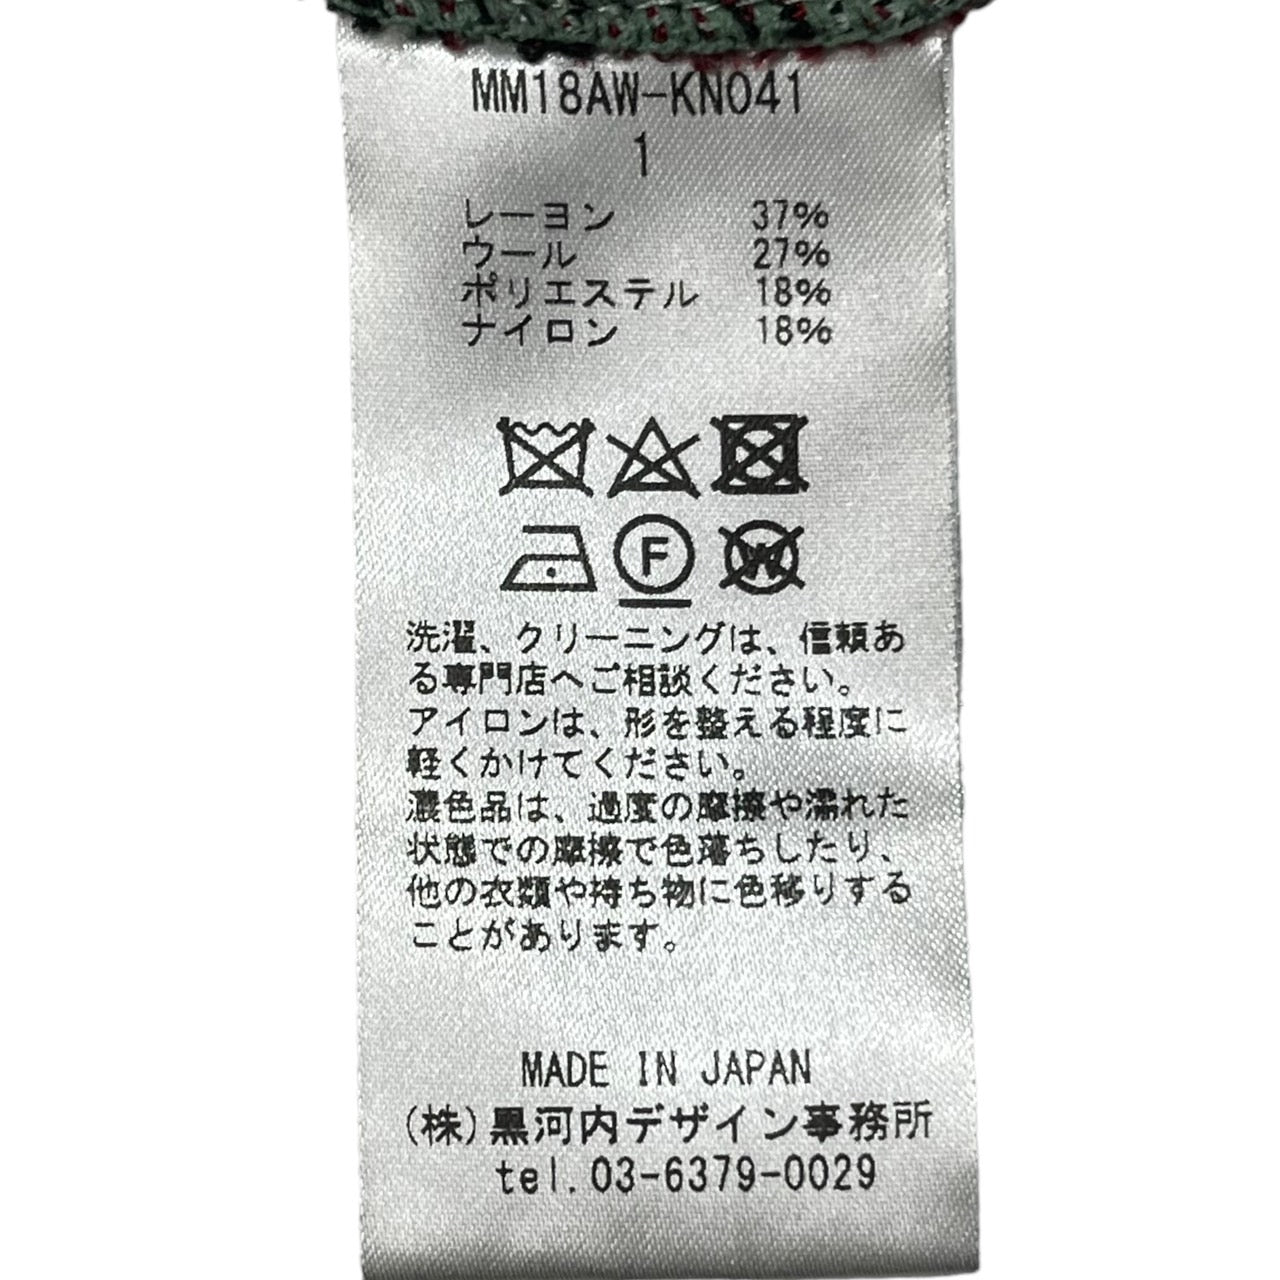 MM18AW-KN041
1
レーヨン 37%
ウール 27%
ポリエステル 18%
ナイロン 18%
F
W
洗濯、クリーニングは、信頼あ
る専門店へご相談ください。
アイロンは、形を整える程度に
軽くかけてください。
濃色品は、過度の摩擦や濡れた
状態での摩擦で色落ちしたり、
他の衣類や持ち物に色移りする
ことがあります。
MADE IN JAPAN
(株)黒河内デザイン事務所
tel.03-6379-0029